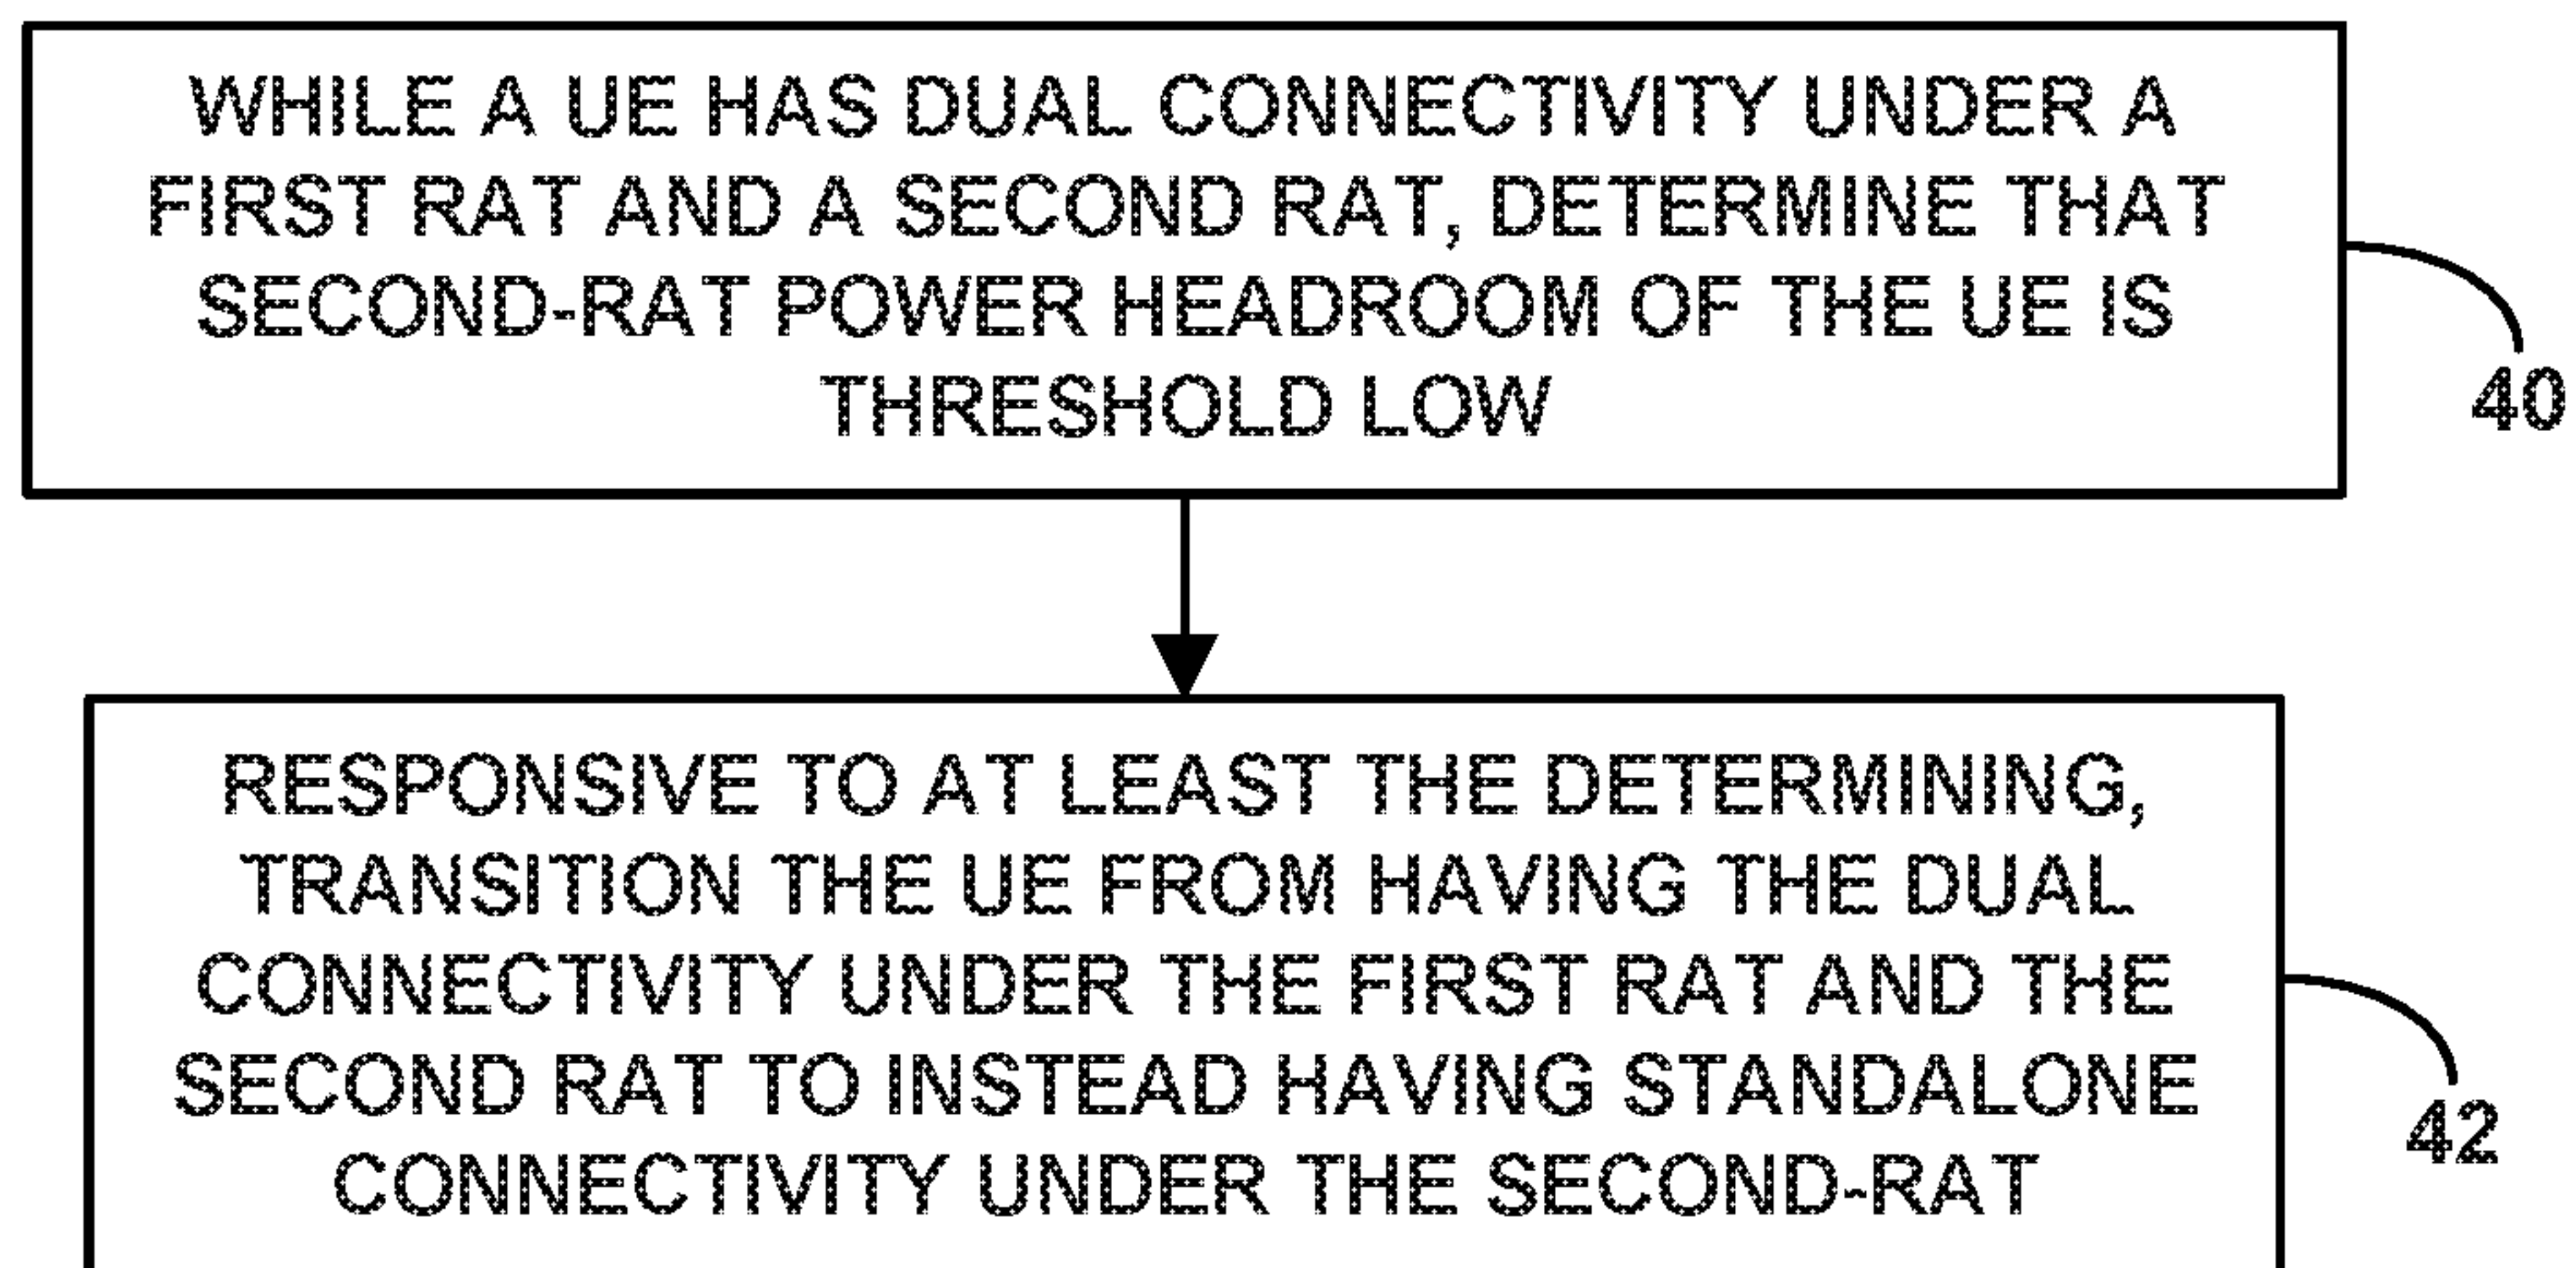 WHILE A UE HAS DUAL CONNECTIVITY UNDER A
FIRST RAT AND A SECOND RAT, DETERMINE THAT
SECOND-RAT POWER HEADROOM OF THE UE IS
THRESHOLD LOW
40
RESPONSIVE TO AT LEAST THE DETERMINING,
TRANSITION THE UE FROM HAVING THE DUAL
CONNECTIVITY UNDER THE FIRST RAT AND THE
SECOND RAT TO INSTEAD HAVING STANDALONE
CONNECTIVITY UNDER THE SECOND-RAT
42